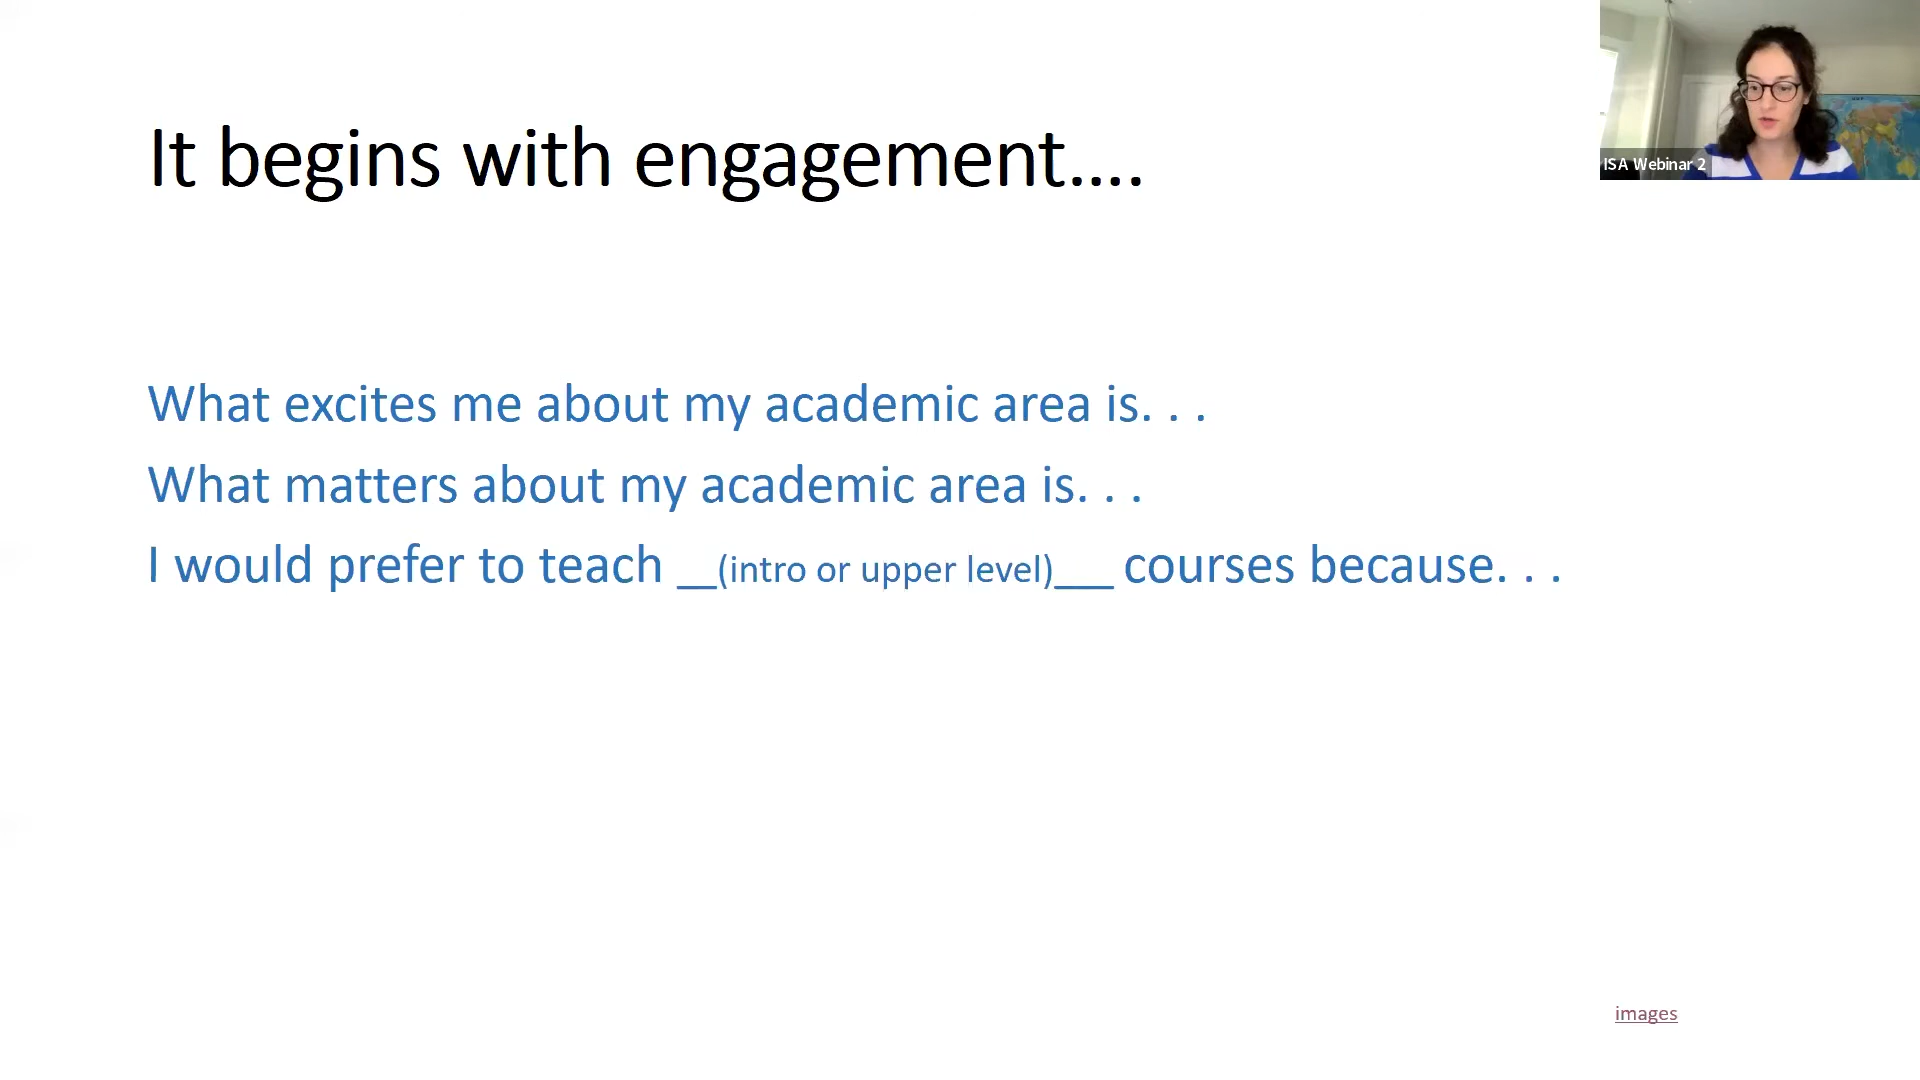 It begins with engagement....
ISA Webinar 2
What excites me about my academic area is. . .
What matters about my academic area is. . .
I would prefer to teach __(intro or upper level)___ courses because. . .
images